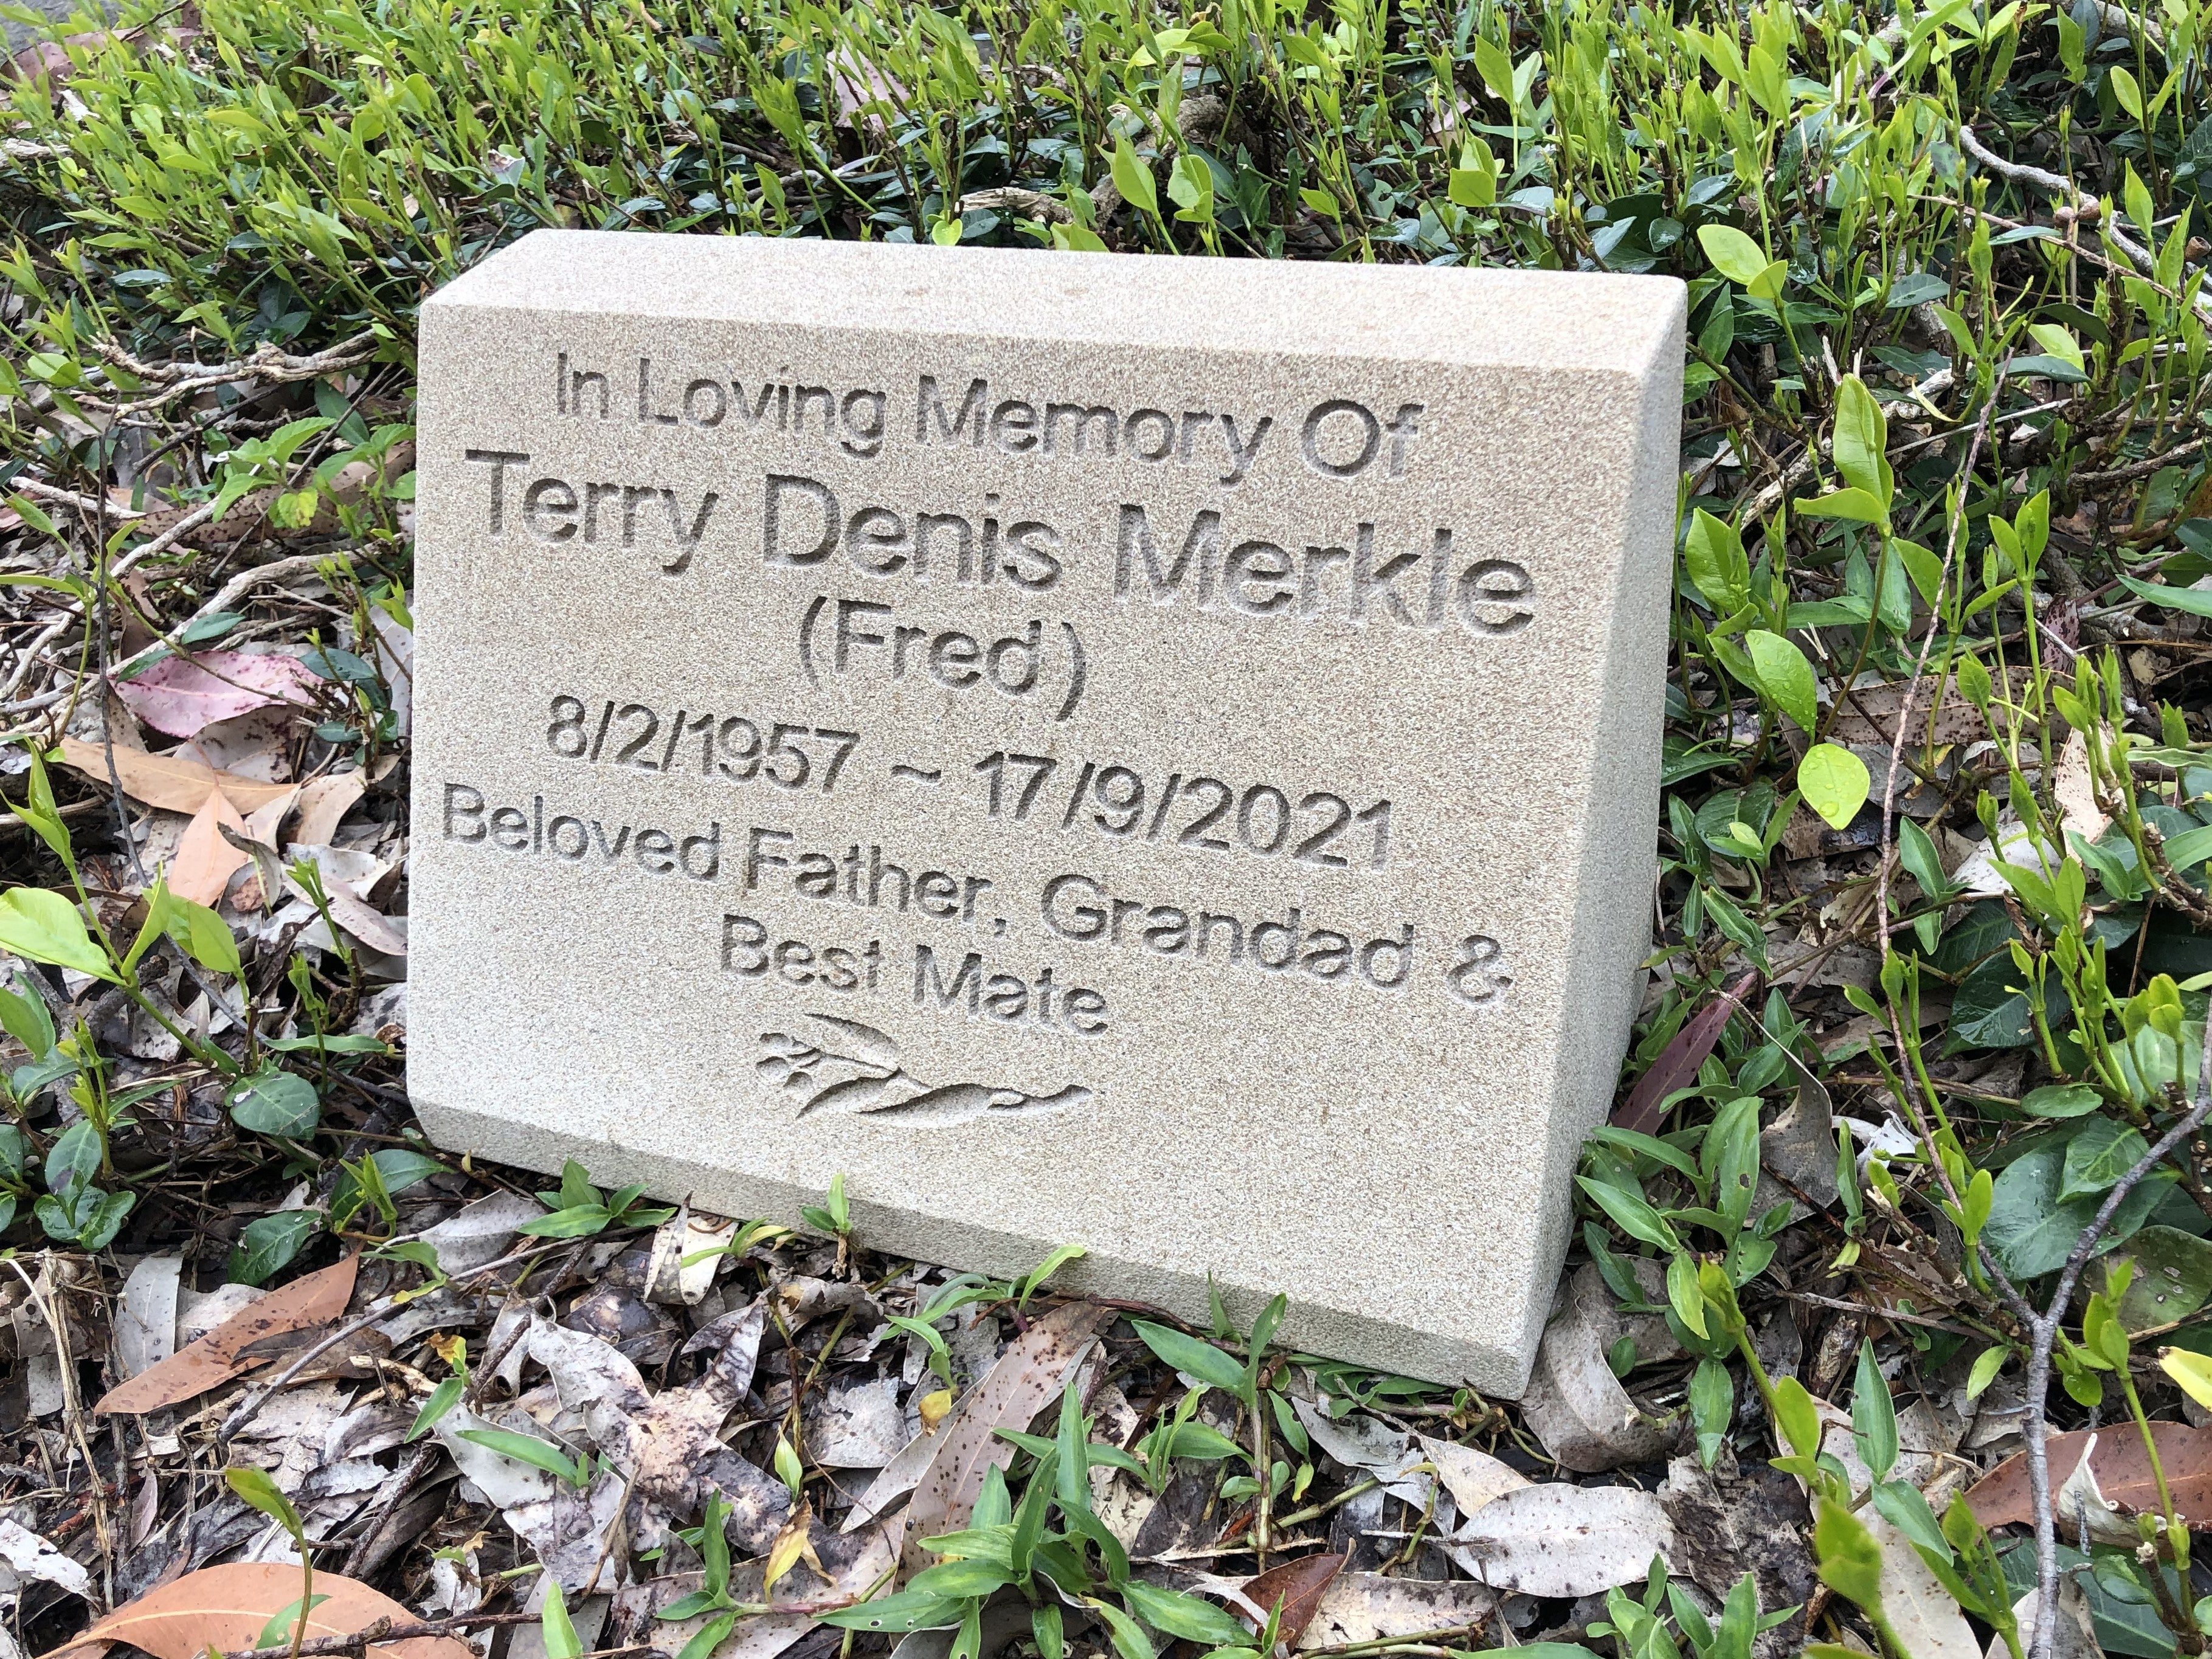 In Loving Memory Of
Terry Denis Merkle
(Fred)
8/2/1957 ~ 17/9/2021
Beloved Father, Grandad &
Best Mate